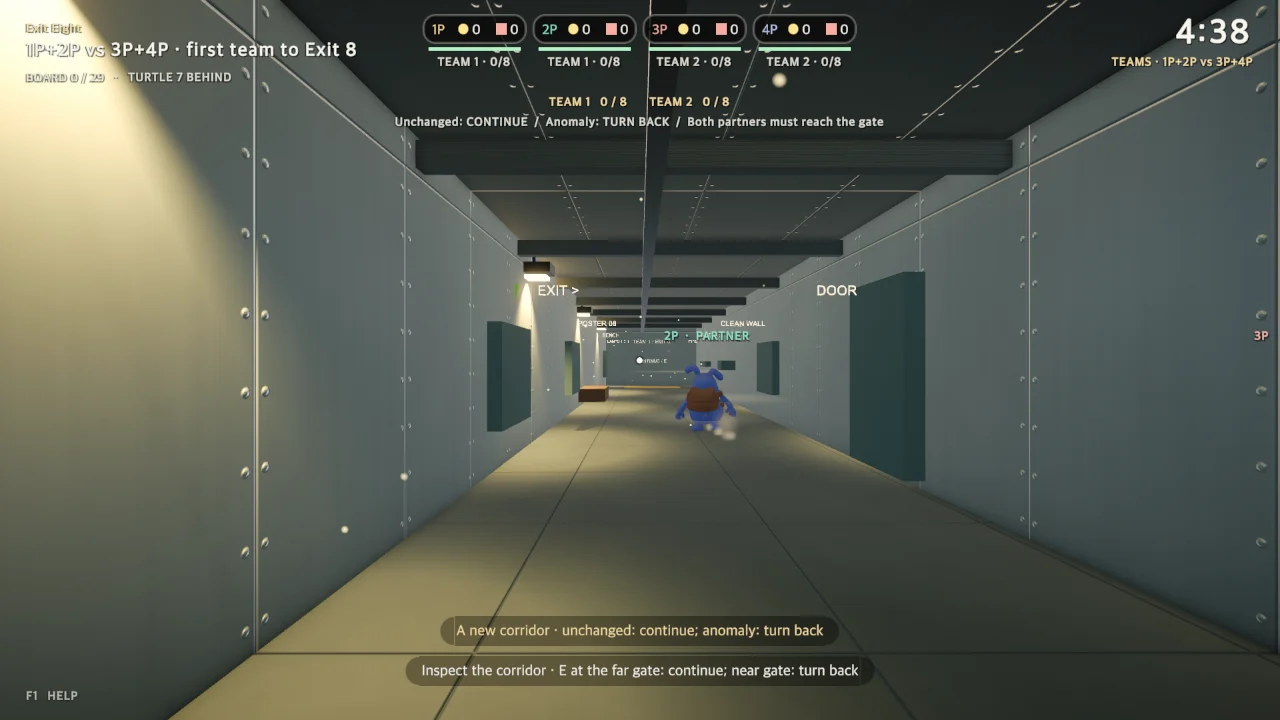 Exit Eight
1P+2P vs 3P+4P · first team to Exit 8
BOARD 0 / 29 · TURTLE 7 BEHIND
1P 0 0
2P 0 0
3P 0 0
4P 0 0
TEAM 1 · 0/8
TEAM 1 · 0/8
TEAM 2 · 0/8
TEAM 2 · 0/8
4:38
TEAMS · 1P+2P vs 3P+4P
TEAM 1 0 / 8 TEAM 2 0 / 8
Unchanged: CONTINUE / Anomaly: TURN BACK / Both partners must reach the gate
EXIT >
DOOR
CLEAN WALL
2P · PARTNER
3P
A new corridor · unchanged: continue; anomaly: turn back
Inspect the corridor · E at the far gate: continue; near gate: turn back
F1 HELP